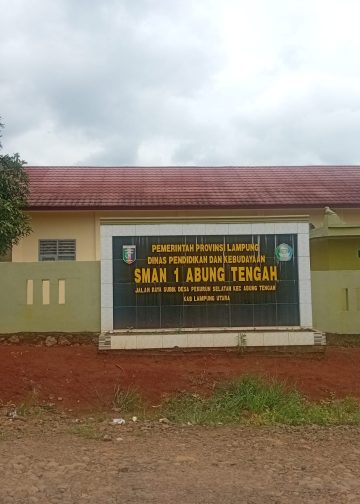 PEMERINTAH PROVINSI LAMPUNG
DINAS PENDIDIKAN DAN KEBUDAYAAN
SMAN 1 ABUNG TENGAH
JALAN RAYA SUBIK DESA PEKURUN SELATAN KEC ABUNG TENGAH
KAB LAMPUNG UTARA